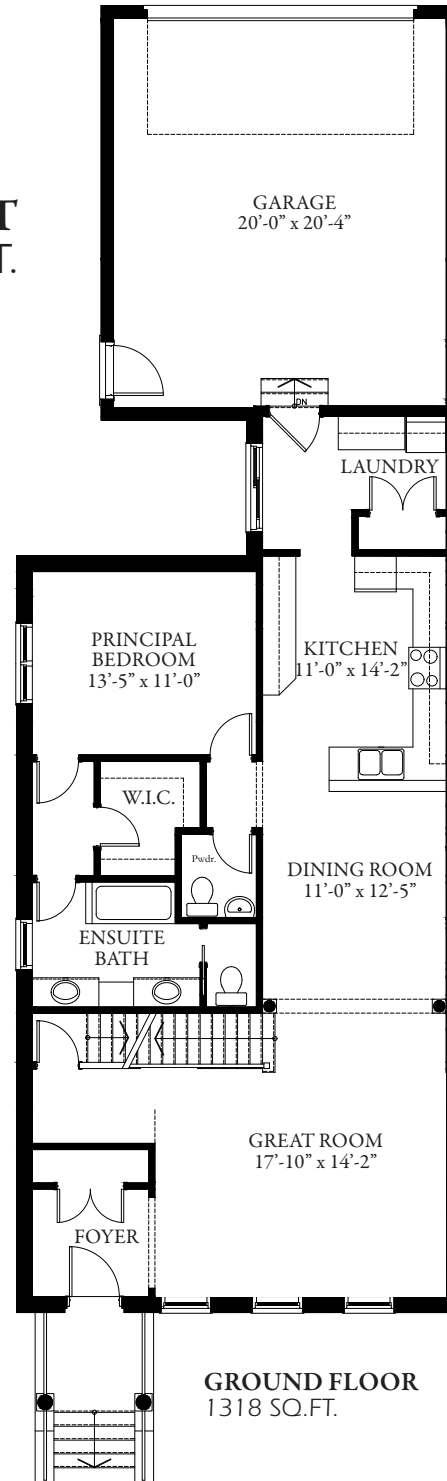 T
T.
GARAGE
20'-0" x 20'-4"
DN
LAUNDRY
PRINCIPAL
BEDROOM
13'-5" x 11'-0"
KITCHEN
11'-0" x 14'-2"
W.I.C.
Pwdr.
DINING ROOM
11'-0" x 12'-5"
ENSUITE
BATH
GREAT ROOM
17'-10" x 14'-2"
FOYER
GROUND FLOOR
1318 SQ.FT.